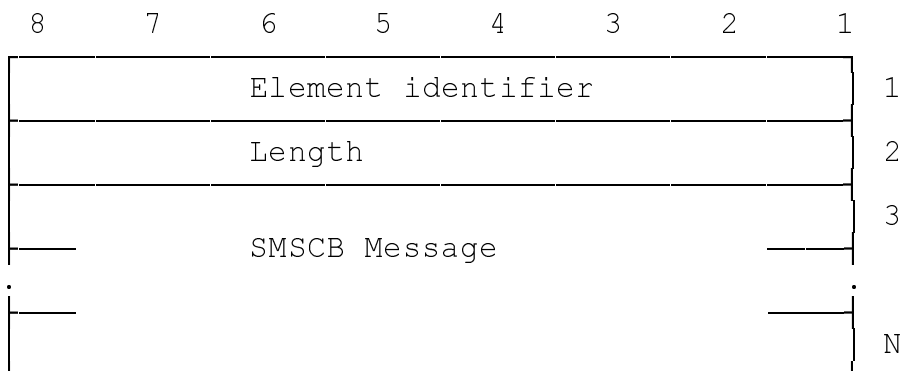 8 7 6 5 4 3 2 1
Element identifier 1
Length 2
3
SMSCB Message
N